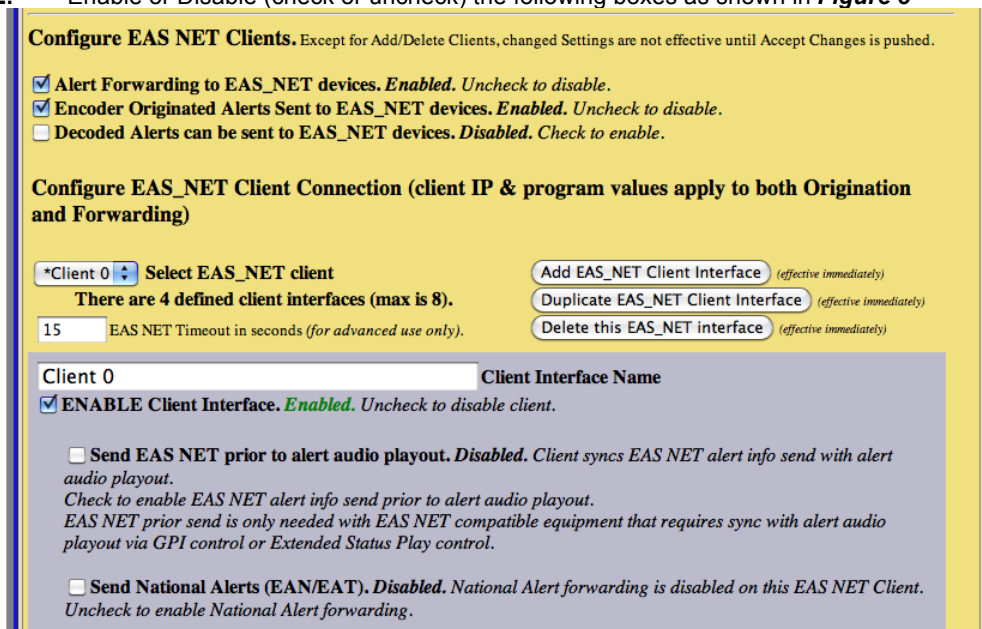 2. Enable or Disable (check or uncheck) the following boxes as shown in Figure 6
Configure EAS NET Clients. Except for Add/Delete Clients, changed Settings are not effective until Accept Changes is pushed.
Alert Forwarding to EAS_NET devices. Enabled. Uncheck to disable.
Encoder Originated Alerts Sent to EAS_NET devices. Enabled. Uncheck to disable.
Decoded Alerts can be sent to EAS_NET devices. Disabled. Check to enable.
Configure EAS_NET Client Connection (client IP & program values apply to both Origination
and Forwarding)
*Client 0 Select EAS_NET client
Add EAS_NET Client Interface (effective immediately)
There are 4 defined client interfaces (max is 8).
Duplicate EAS_NET Client Interface (effective immediately)
15 EAS NET Timeout in seconds (for advanced use only).
Delete this EAS_NET interface (effective immediately)
Client 0 Client Interface Name
ENABLE Client Interface. Enabled. Uncheck to disable client.
Send EAS NET prior to alert audio playout. Disabled. Client syncs EAS NET alert info send with alert
audio playout.
Check to enable EAS NET alert info send prior to alert audio playout.
EAS NET prior send is only needed with EAS NET compatible equipment that requires sync with alert audio
playout via GPI control or Extended Status Play control.
Send National Alerts (EAN/EAT). Disabled. National Alert forwarding is disabled on this EAS NET Client.
Uncheck to enable National Alert forwarding.